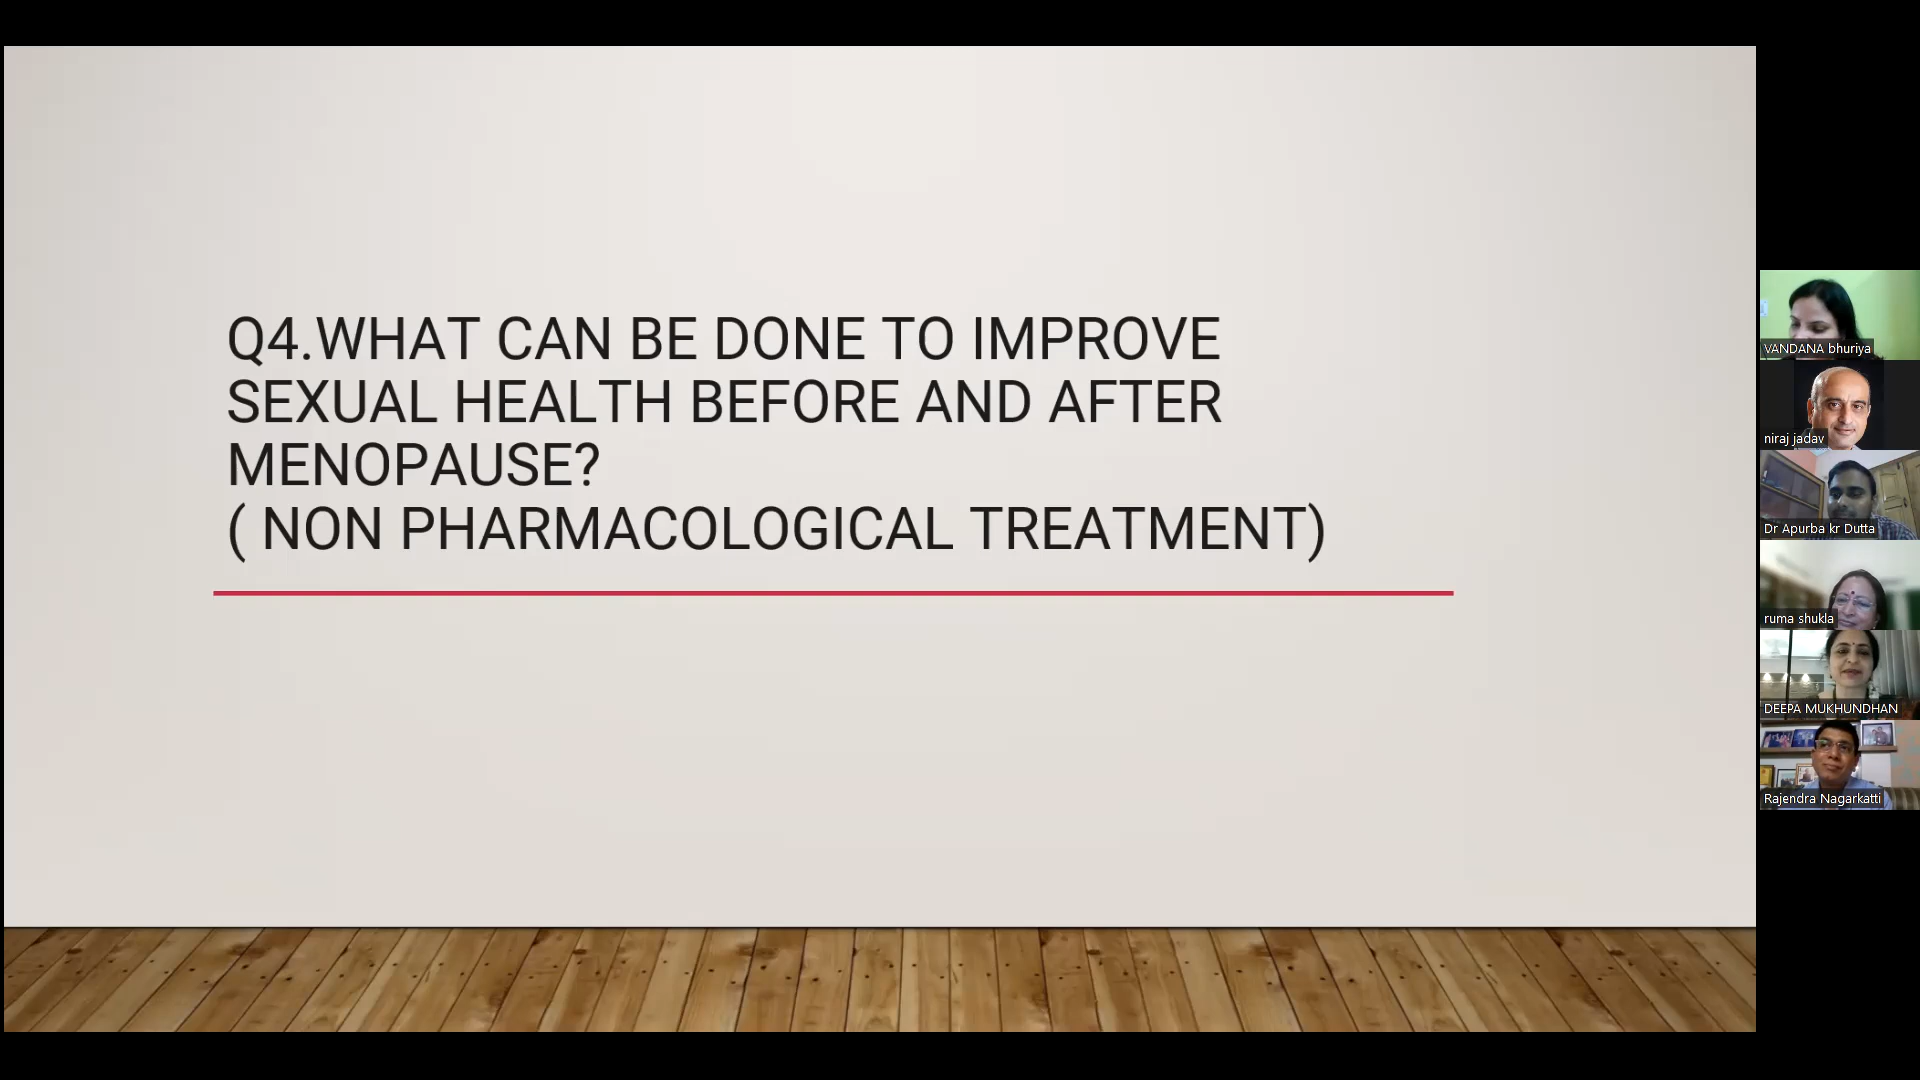 Q4.WHAT CAN BE DONE TO IMPROVE
SEXUAL HEALTH BEFORE AND AFTER
MENOPAUSE?
( NON PHARMACOLOGICAL TREATMENT)
VANDANA bhuriya
niraj jadav
Dr Apurba kr Dutta
ruma shukla
DEEPA MUKHUNDHAN
Rajendra Nagarkatti